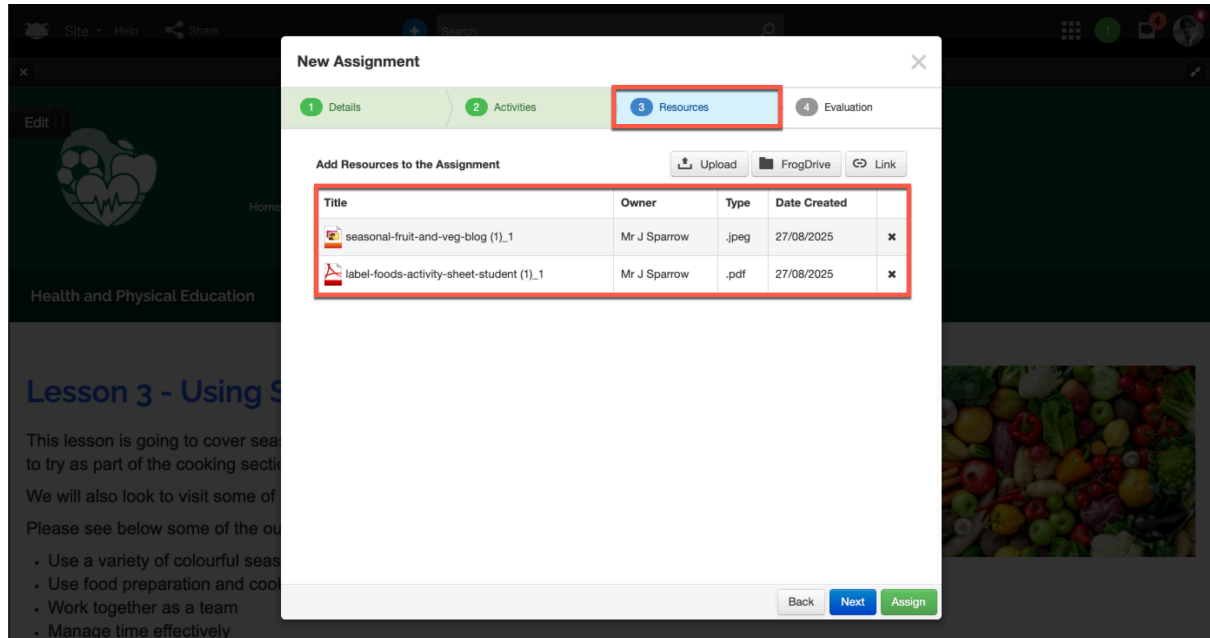 Site Help Share Search 1 4
New Assignment
1 Details 2 Activities 3 Resources 4 Evaluation
Edit
Add Resources to the Assignment Upload FrogDrive Link
Home
Title Owner Type Date Created
seasonal-fruit-and-veg-blog (1)_1 Mr J Sparrow .jpeg 27/08/2025
label-foods-activity-sheet-student (1)_1 Mr J Sparrow .pdf 27/08/2025
Health and Physical Education
Lesson 3 - Using S
This lesson is going to cover sea
to try as part of the cooking secti
We will also look to visit some of
Please see below some of the ou
• Use a variety of colourful seas
• Use food preparation and cook
• Work together as a team
• Manage time effectively
Back Next Assign